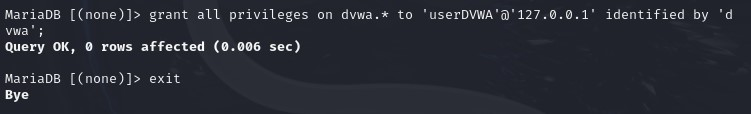 MariaDB [(none)]> grant all privileges on dvwa.* to 'userDVWA'@'127.0.0.1' identified by 'd
vwa';
Query OK, 0 rows affected (0.006 sec)
MariaDB [(none)]> exit
Bye